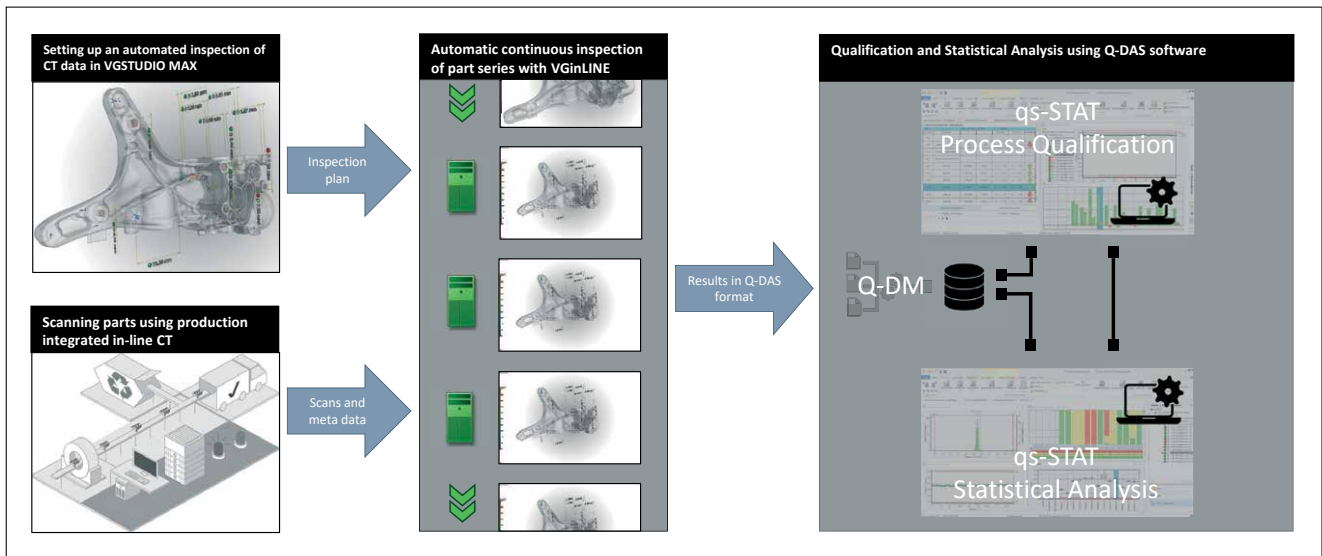 Setting up an automated inspection of
CT data in VGSTUDIO MAX
Inspection
plan
Scanning parts using production
integrated in-line CT
Scans and
meta data
Automatic continuous inspection
of part series with VGinLINE
Results in Q-DAS
format
Qualification and Statistical Analysis using Q-DAS software
qs-STAT
Process Qualification
Q-DM
qs-STAT
Statistical Analysis